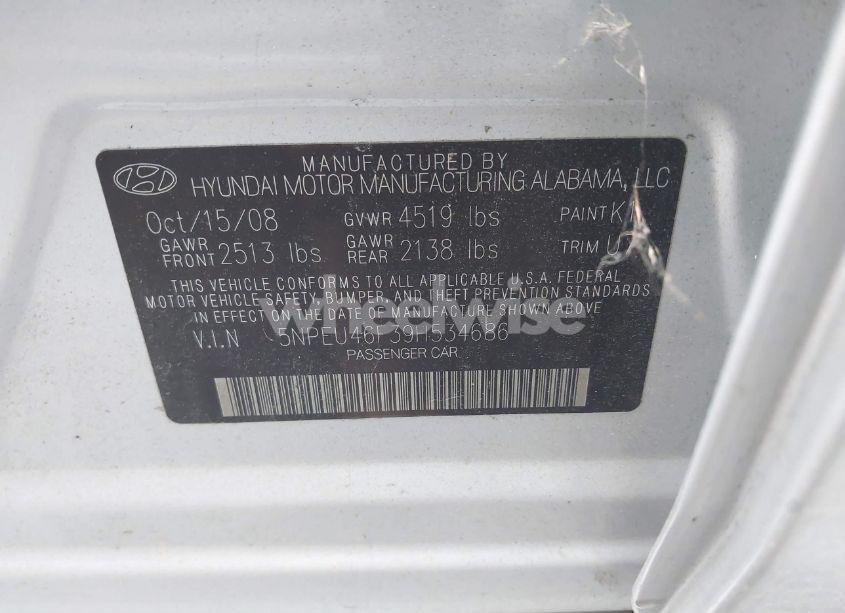 MANUFACTURED BY
HYUNDAI MOTOR MANUFACTURING ALABAMA, LLC
Oct/15/08 GVWR 4519 lbs PAINT
GAWR FRONT 2513 lbs GAWR REAR 2138 lbs TRIM
THIS VEHICLE CONFORMS TO ALL APPLICABLE U.S.A. FEDERAL
MOTOR VEHICLE SAFETY, BUMPER, AND THEFT PREVENTION STANDARDS
IN EFFECT ON THE DATE OF MANUFACTURE SHOWN ABOVE
wheelwise
V.I.N 5NPEU46F39H554686
PASSENGER CAR